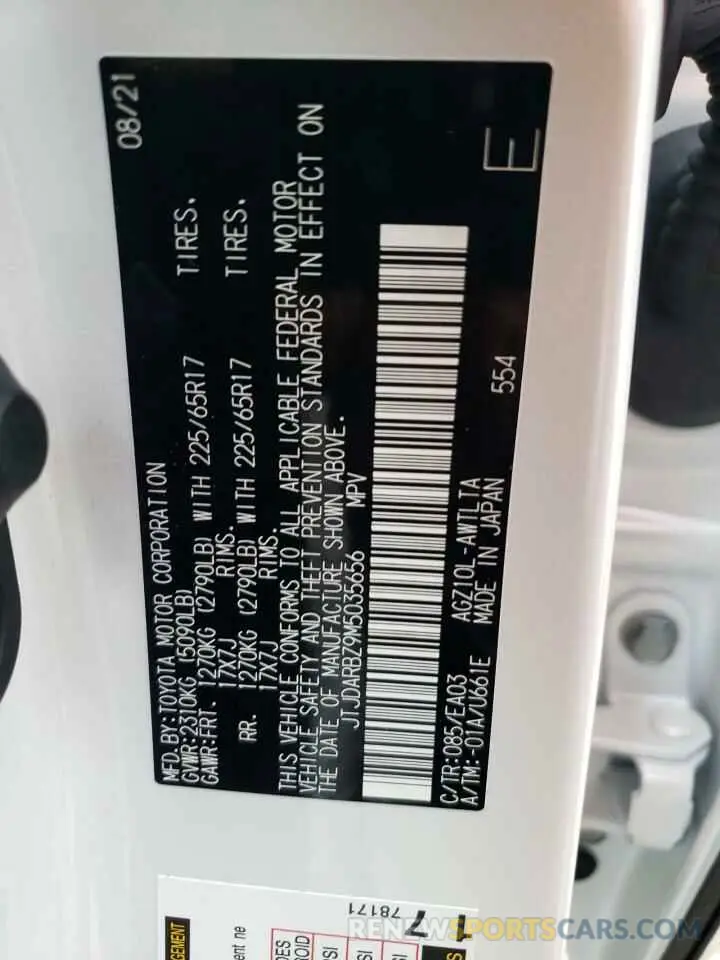 MFD.BY:TOYOTA MOTOR CORPORATION 08/21
GVWR:2310KG (5090LB)
GAWR:FRT. 1270KG (2790LB) WITH 225/65R17 TIRES.
17X7J RIMS.
RR. 1270KG (2790LB) WITH 225/65R17 TIRES.
17X7J RIMS.
THIS VEHICLE CONFORMS TO ALL APPLICABLE FEDERAL MOTOR
VEHICLE SAFETY AND THEFT PREVENTION STANDARDS IN EFFECT ON
THE DATE OF MANUFACTURE SHOWN ABOVE.
JTJDARBZ9M5035656 MPV
C/TR:085/EA03 AGZ10L-AWTLTA 554
A/TM:-01A/U661E MADE IN JAPAN E
78171
RENEWSPORTSCARS.COM